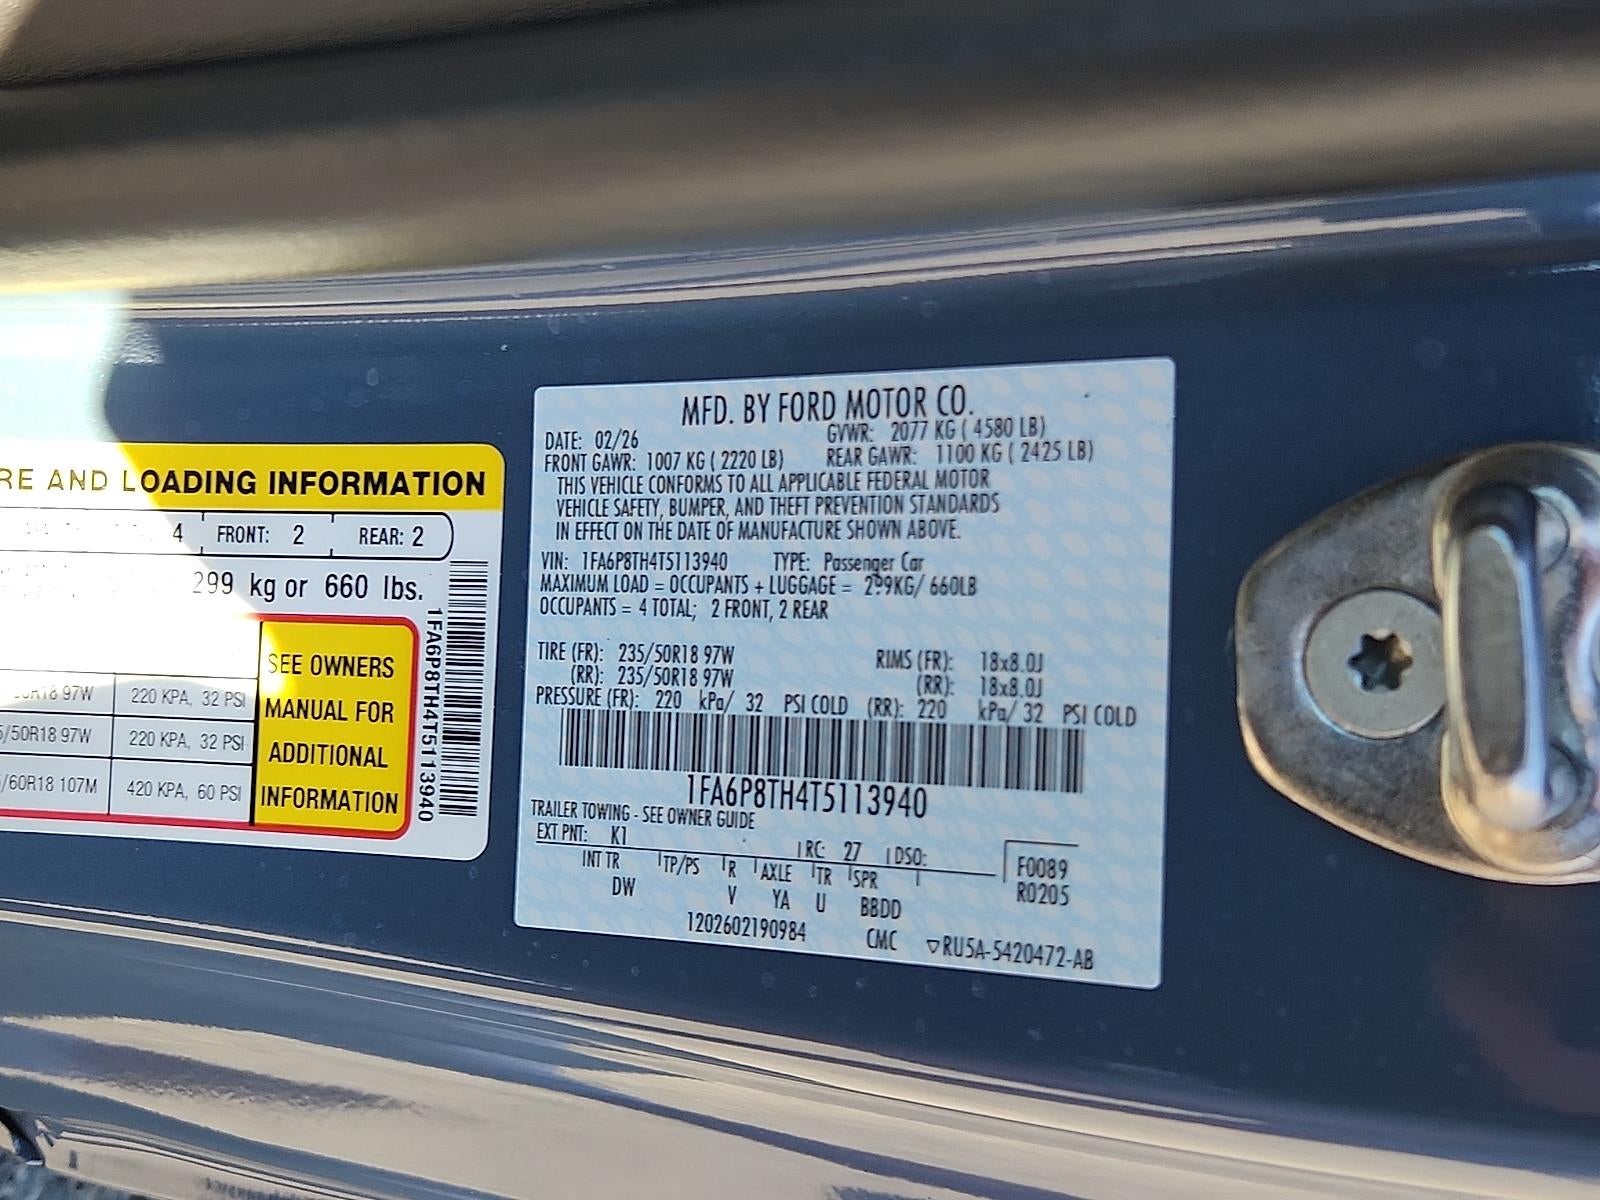 RE AND LOADING INFORMATION
4 FRONT: 2 REAR: 2
299 kg or 660 lbs.
R18 97W 220 KPA, 32 PSI
/50R18 97W 220 KPA, 32 PSI
/60R18 107M 420 KPA, 60 PSI
SEE OWNERS
MANUAL FOR
ADDITIONAL
INFORMATION
1FA6P8TH4T5113940
MFD. BY FORD MOTOR CO.
DATE: 02/26 GVWR: 2077 KG ( 4580 LB)
FRONT GAWR: 1007 KG ( 2220 LB) REAR GAWR: 1100 KG ( 2425 LB)
THIS VEHICLE CONFORMS TO ALL APPLICABLE FEDERAL MOTOR
VEHICLE SAFETY, BUMPER, AND THEFT PREVENTION STANDARDS
IN EFFECT ON THE DATE OF MANUFACTURE SHOWN ABOVE.
VIN: 1FA6P8TH4T5113940 TYPE: Passenger Car
MAXIMUM LOAD = OCCUPANTS + LUGGAGE = 299KG/ 660LB
OCCUPANTS = 4 TOTAL; 2 FRONT, 2 REAR
TIRE (FR): 235/50R18 97W RIMS (FR): 18x8.0J
(RR): 235/50R18 97W (RR): 18x8.0J
PRESSURE (FR): 220 kPa/ 32 PSI COLD (RR): 220 kPa/ 32 PSI COLD
1FA6P8TH4T5113940
TRAILER TOWING - SEE OWNER GUIDE
EXT PNT: K1 RC: 27 DSO: F0089
INT TR TP/PS R AXLE TR SPR R0205
DW V YA U BBDD
1202602190984 CMC ▽RU5A-5420472-AB